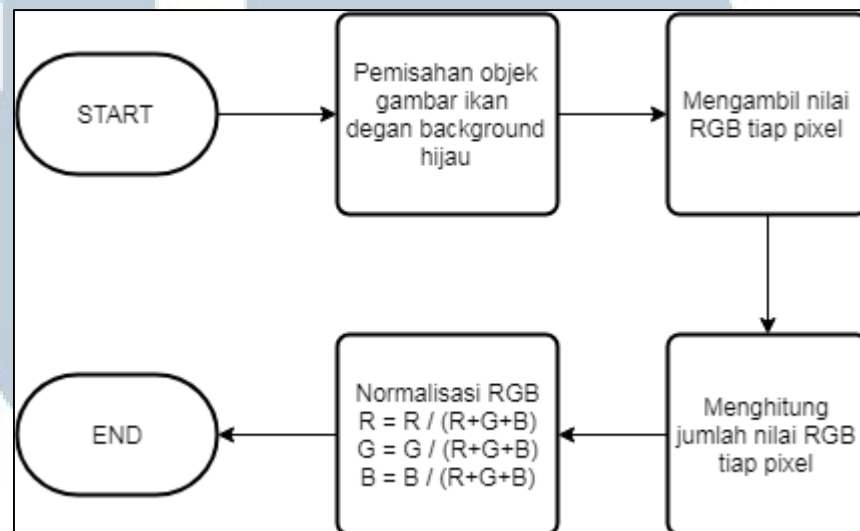 START
Pemisahan objek
gambar ikan
degan background
hijau
Mengambil nilai
RGB tiap pixel
Menghitung
jumlah nilai RGB
tiap pixel
Normalisasi RGB
R = R / (R+G+B)
G = G / (R+G+B)
B = B / (R+G+B)
END